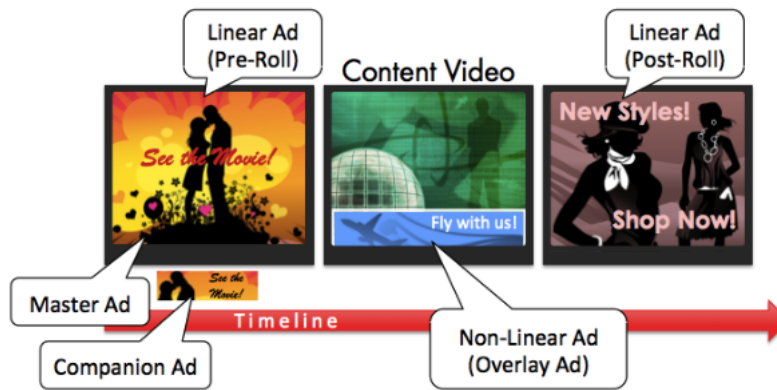 Linear Ad
(Pre-Roll)
Content Video
Linear Ad
(Post-Roll)
See the Movie!
New Styles!
Shop Now!
Fly with us!
Master Ad
See the
Movie!
Timeline
Companion Ad
Non-Linear Ad
(Overlay Ad)